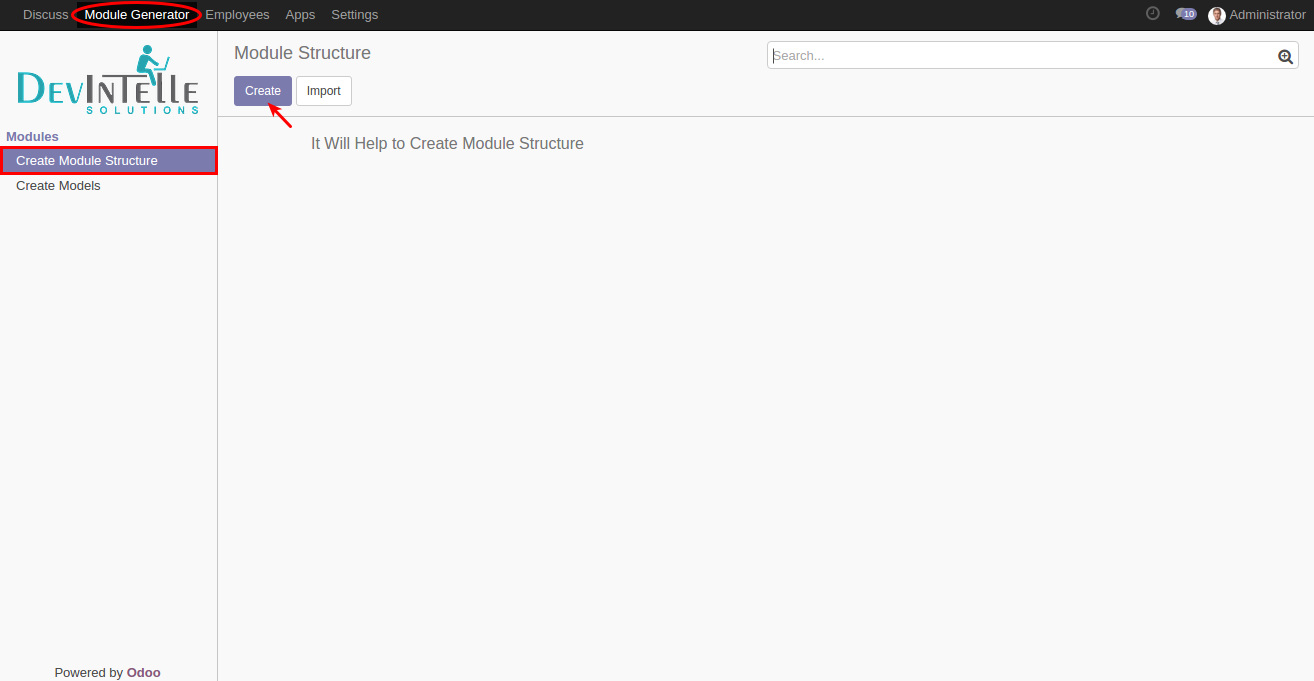 Discuss Module Generator Employees Apps Settings 10 Administrator
DEVINTELLE
SOLUTIONS
Module Structure
Search...
Create Import
Modules
Create Module Structure
Create Models
It Will Help to Create Module Structure
Powered by Odoo